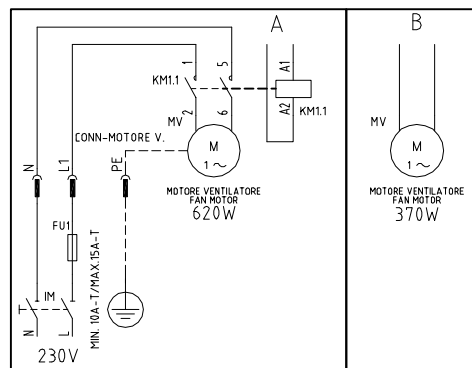 A
B
1
5
A1
KM1.1
A2
KM1.1
2
6
MV
M
1 ~
CONN-MOTORE V.
MOTORE VENTILATORE
FAN MOTOR
620W
MV
M
1 ~
MOTORE VENTILATORE
FAN MOTOR
370W
N
L1
PE
FU1
MIN. 10A-T/MAX.15A-T
IM
N
L
230V